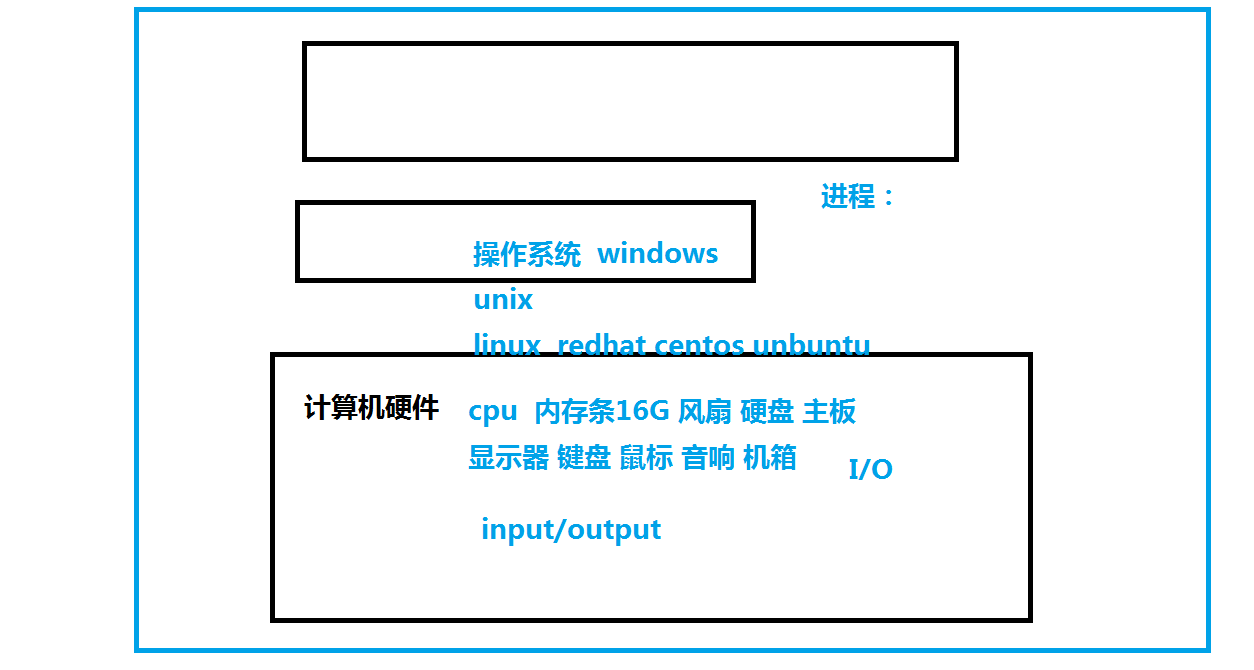 进程：
操作系统 windows
unix
linux redhat centos unbuntu
计算机硬件 cpu 内存条16G 风扇 硬盘 主板
显示器 键盘 鼠标 音响 机箱 I/O
input/output